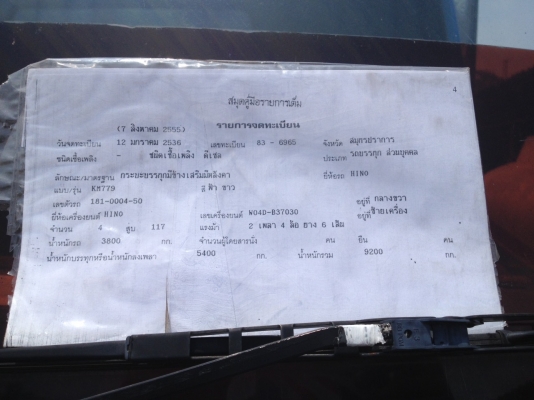 4
สมุดคู่มือรายการเดิม
(7 สิงหาคม 2555) รายการจดทะเบียน
วันจดทะเบียน 12 มกราคม 2536 เลขทะเบียน 83 - 6965 จังหวัด สมุทรปราการ
ชนิดเชื้อเพลิง - ชนิดเชื้อเพลิง ดีเซล ประเภท รถบรรทุก ส่วนบุคคล
ลักษณะ/มาตรฐาน กระบะบรรทุกมีข้างเสริมมีหลังคา ยี่ห้อรถ HINO
แบบ/รุ่น KM779 สี ฟ้า ขาว
เลขตัวรถ 181-0004-50 อยู่ที่ กลางขวา
ยี่ห้อเครื่องยนต์ HINO เลขเครื่องยนต์ W04D-B37030 อยู่ที่ ซ้ายเครื่อง
จำนวน 4 สูบ 117 แรงม้า 2 เพลา 4 ล้อ ยาง 6 เส้น
น้ำหนักรถ 3800 กก. จำนวนผู้โดยสารนั่ง คน ยืน คน
น้ำหนักบรรทุกหรือน้ำหนักลงเพลา 5400 กก. น้ำหนักรวม 9200 กก.